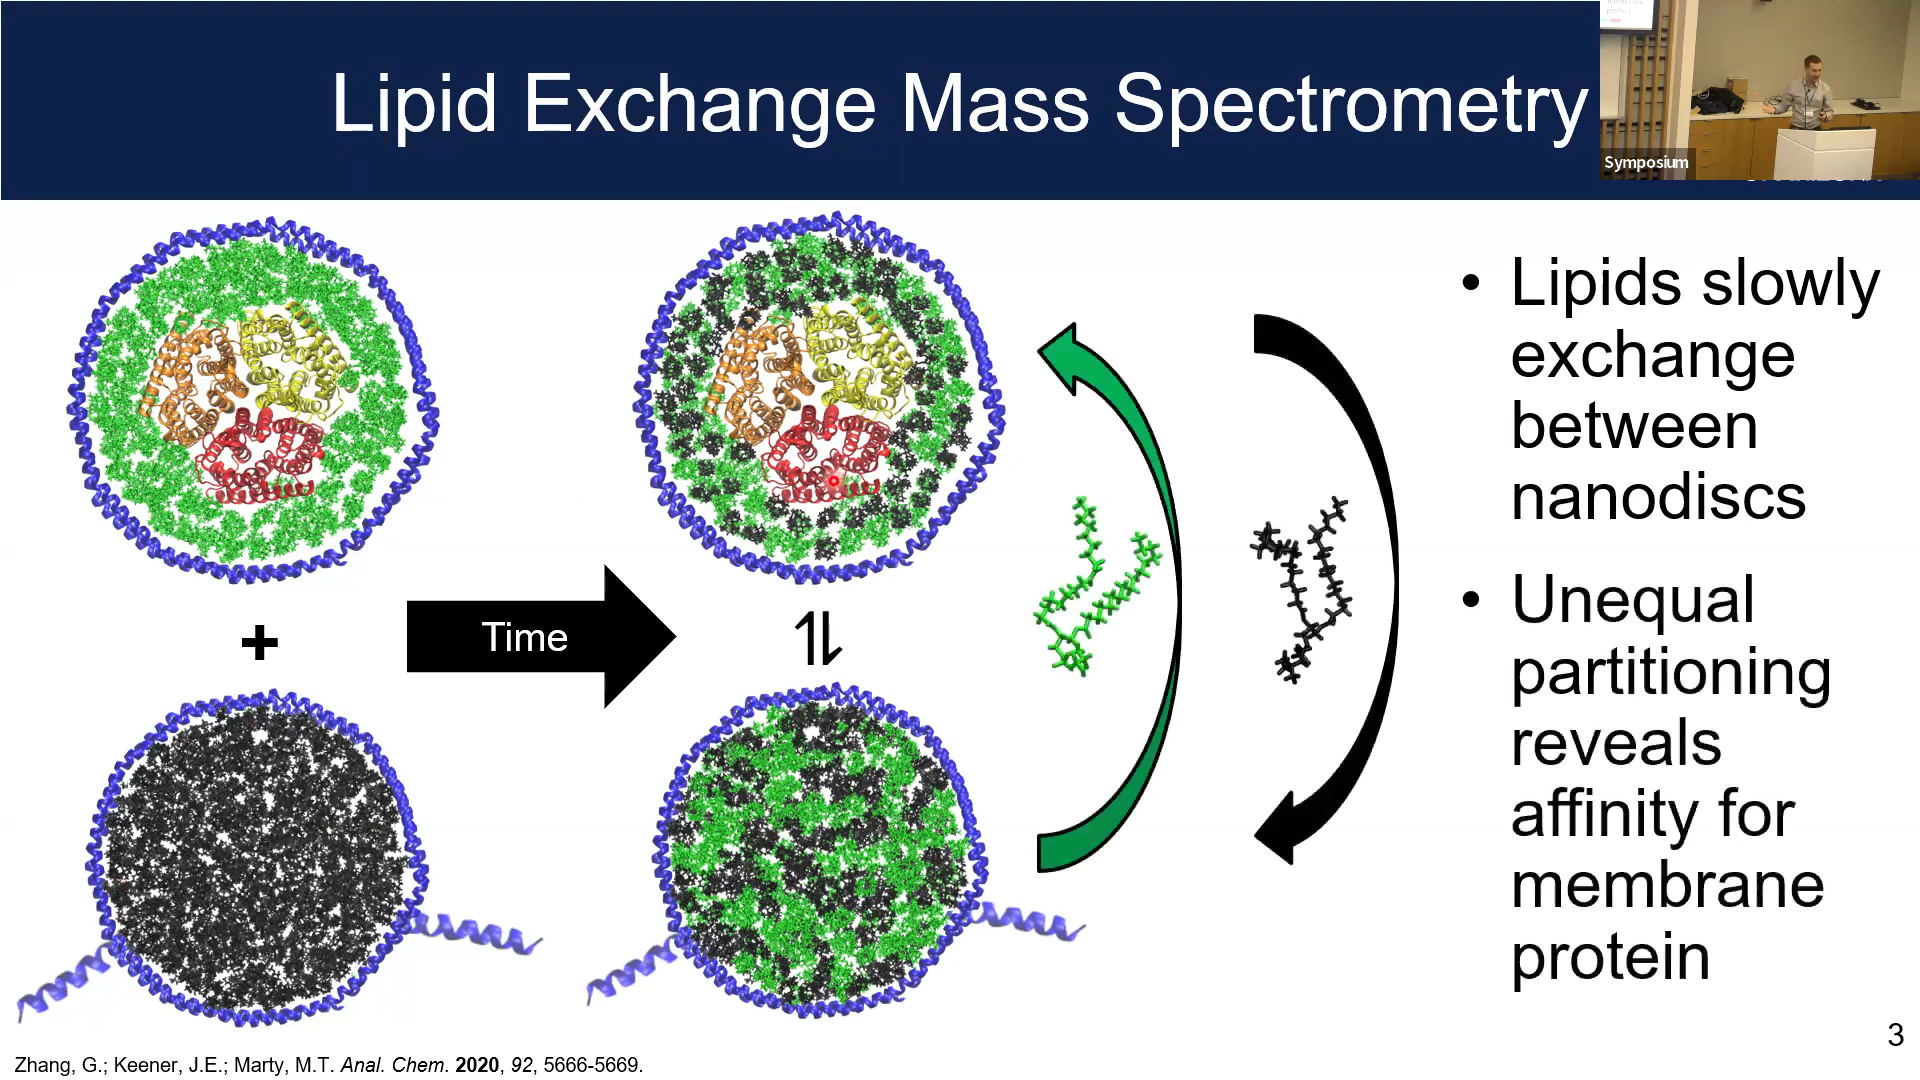 Lipid Exchange Mass Spectrometry
Symposium
• Lipids slowly
exchange
between
nanodiscs
• Unequal
partitioning
reveals
affinity for
membrane
protein
+
Time
⥮
3
Zhang, G.; Keener, J.E.; Marty, M.T. Anal. Chem. 2020, 92, 5666-5669.